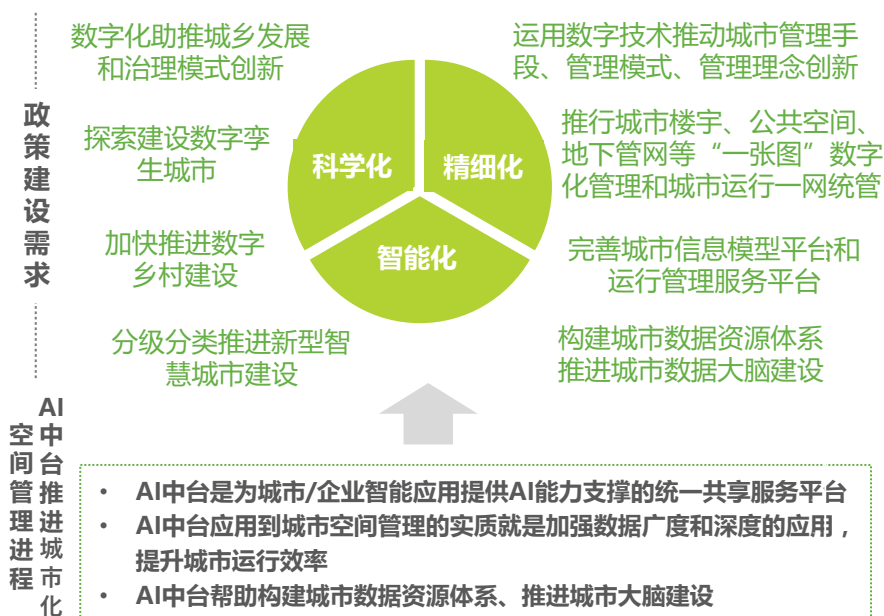 数字化助推城乡发展
和治理模式创新
运用数字技术推动城市管理手
段、管理模式、管理理念创新
政策建设需求
探索建设数字孪
生城市
科学化
精细化
智能化
推行城市楼宇、公共空间、
地下管网等“一张图”数字
化管理和城市运行一网统管
加快推进数字
乡村建设
完善城市信息模型平台和
运行管理服务平台
分级分类推进新型智
慧城市建设
构建城市数据资源体系
推进城市数据大脑建设
AI中台推进城市化
空间管理进程
• AI中台是为城市/企业智能应用提供AI能力支撑的统一共享服务平台
• AI中台应用到城市空间管理的实质就是加强数据广度和深度的应用，
提升城市运行效率
• AI中台帮助构建城市数据资源体系、推进城市大脑建设